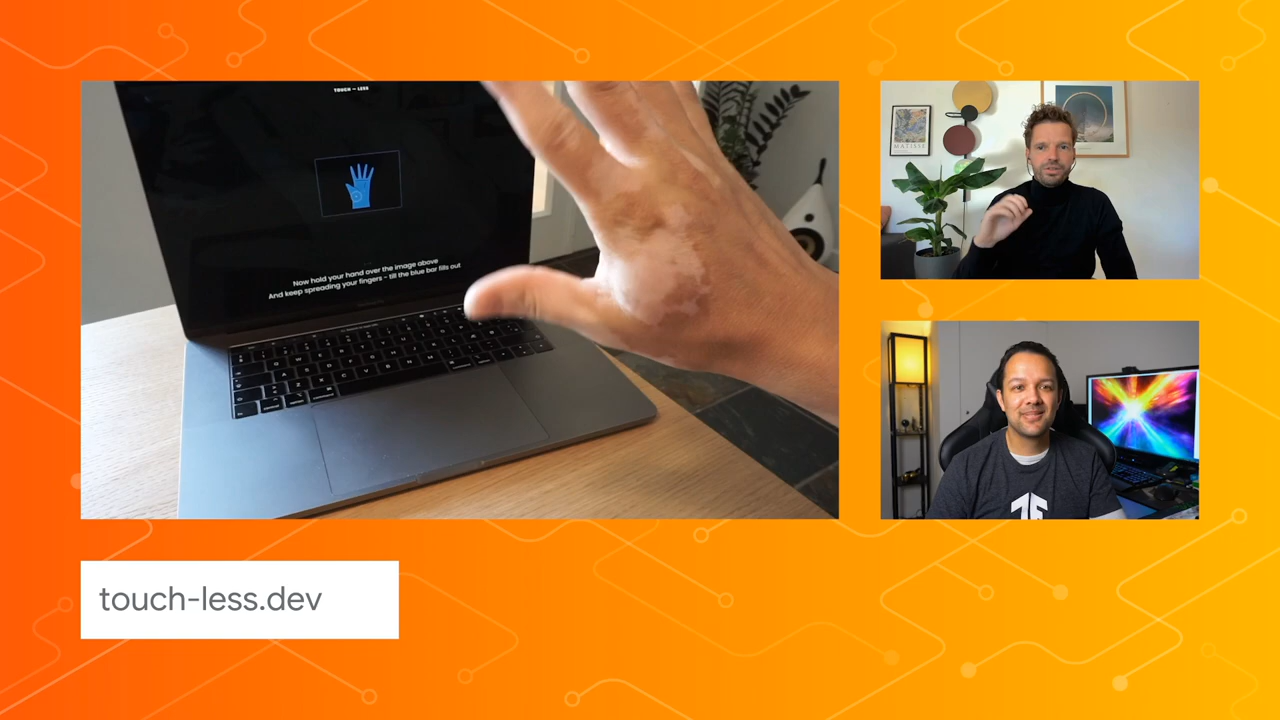 TOUCH — LESS
Now hold your hand over the image above
And keep spreading your fingers - till the blue bar fills out
MATISSE
touch-less.dev